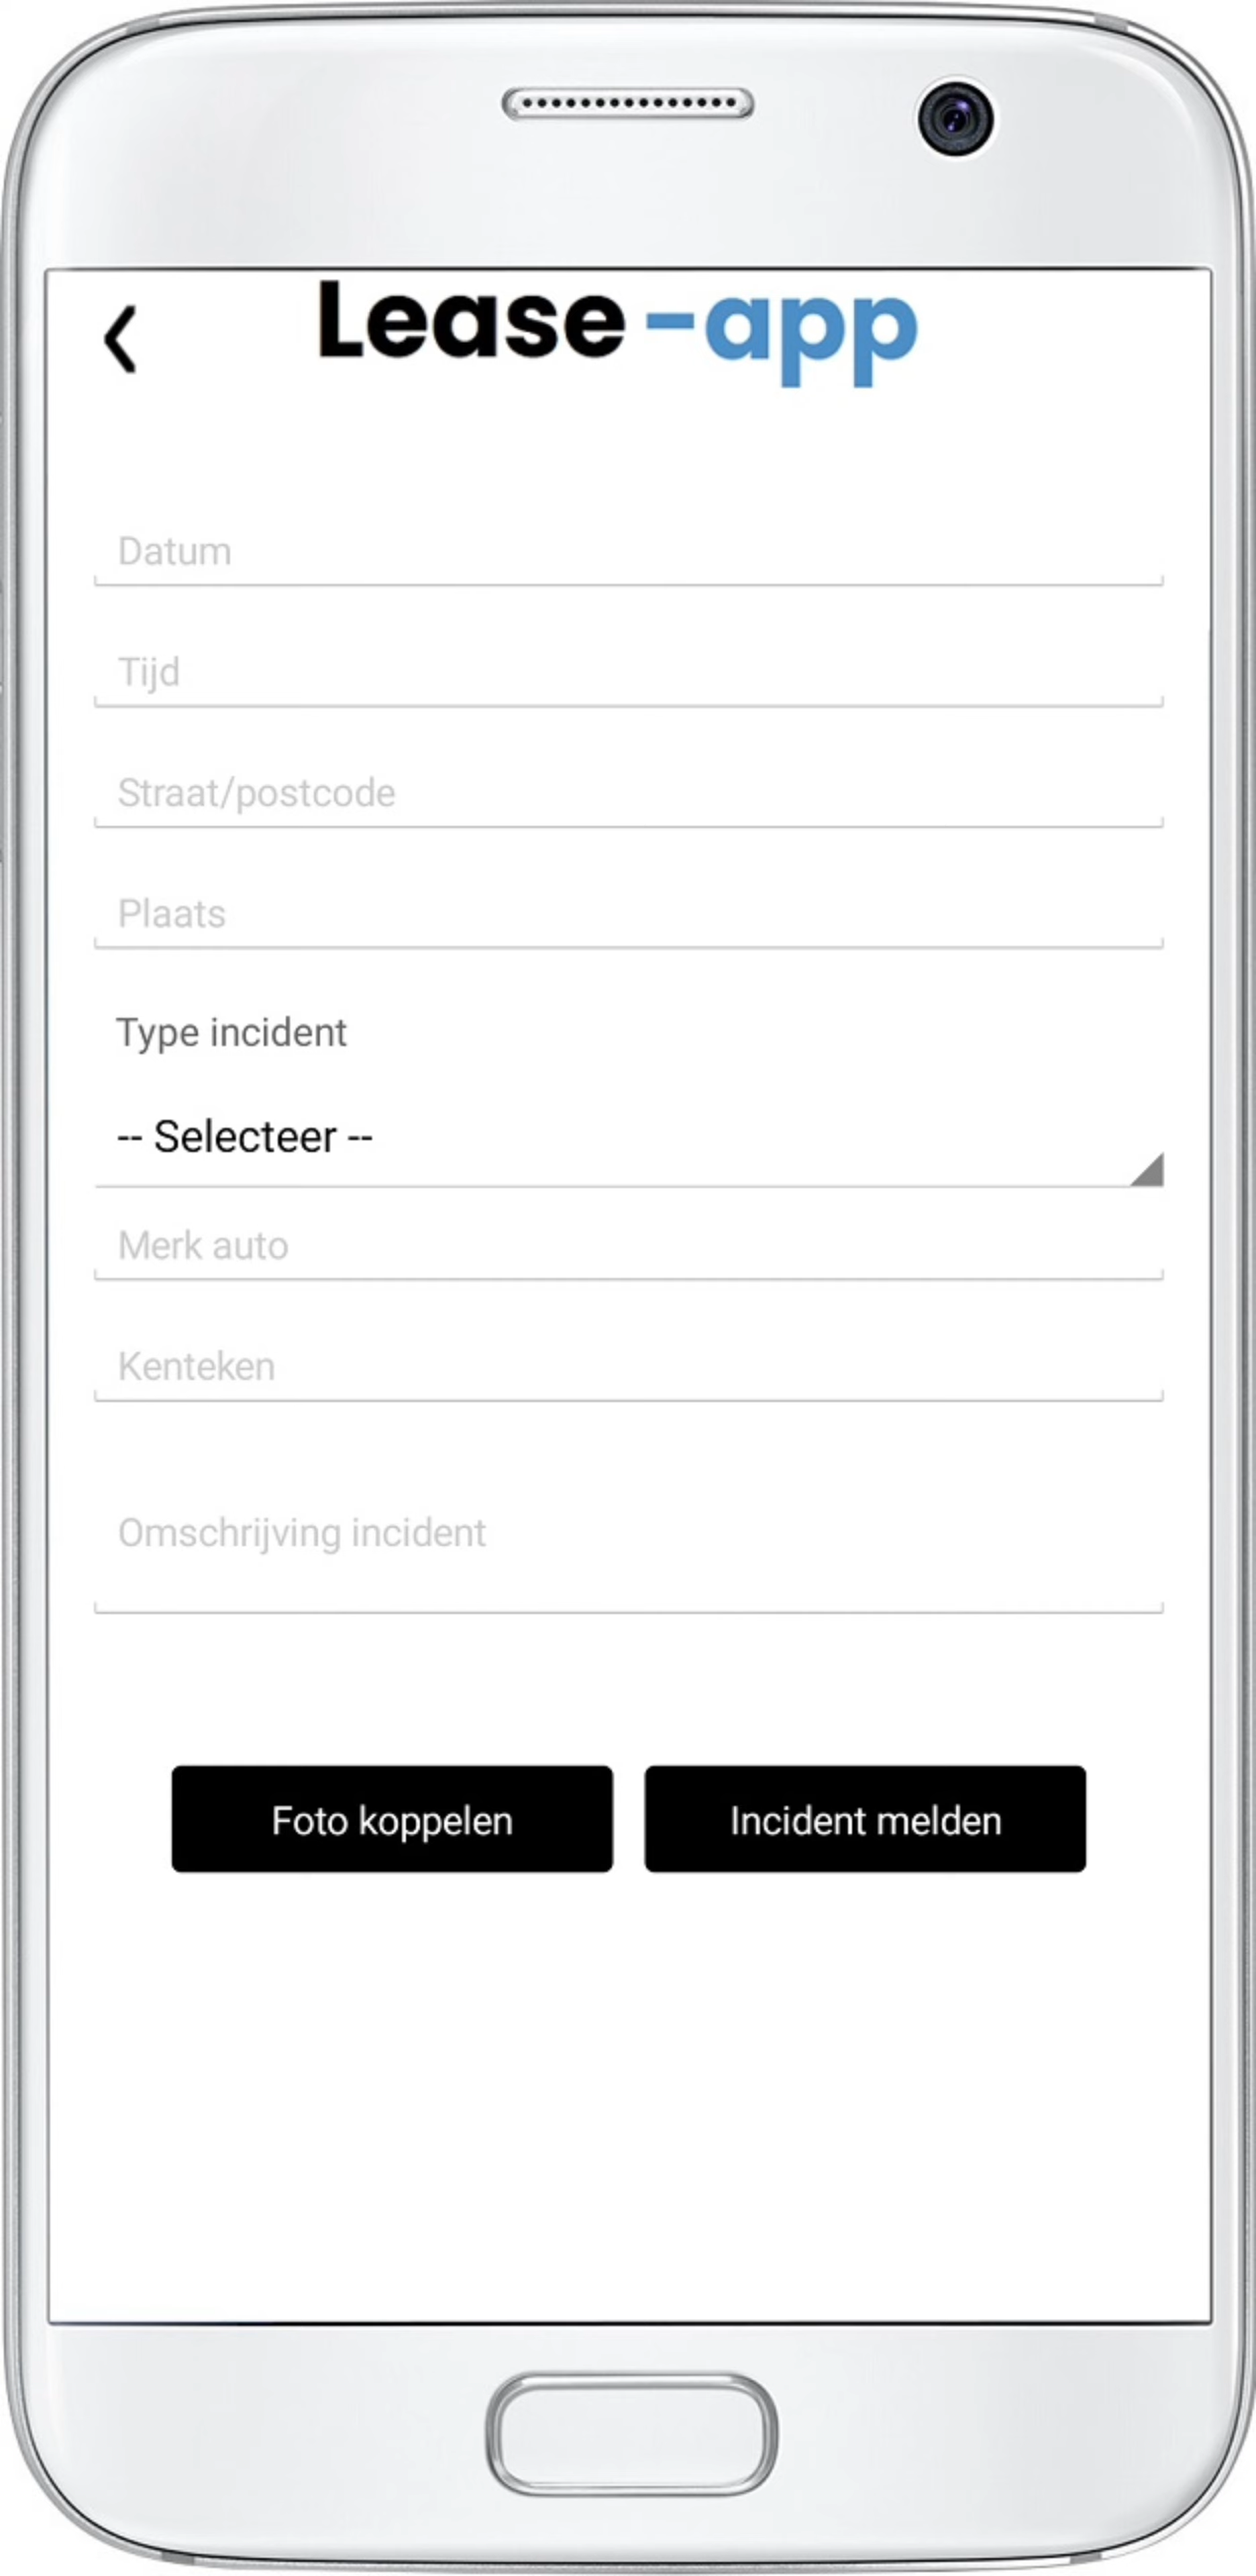 Lease-app
Datum
Tijd
Straat/postcode
Plaats
Type incident
-- Selecteer --
Merk auto
Kenteken
Omschrijving incident
Foto koppelen
Incident melden